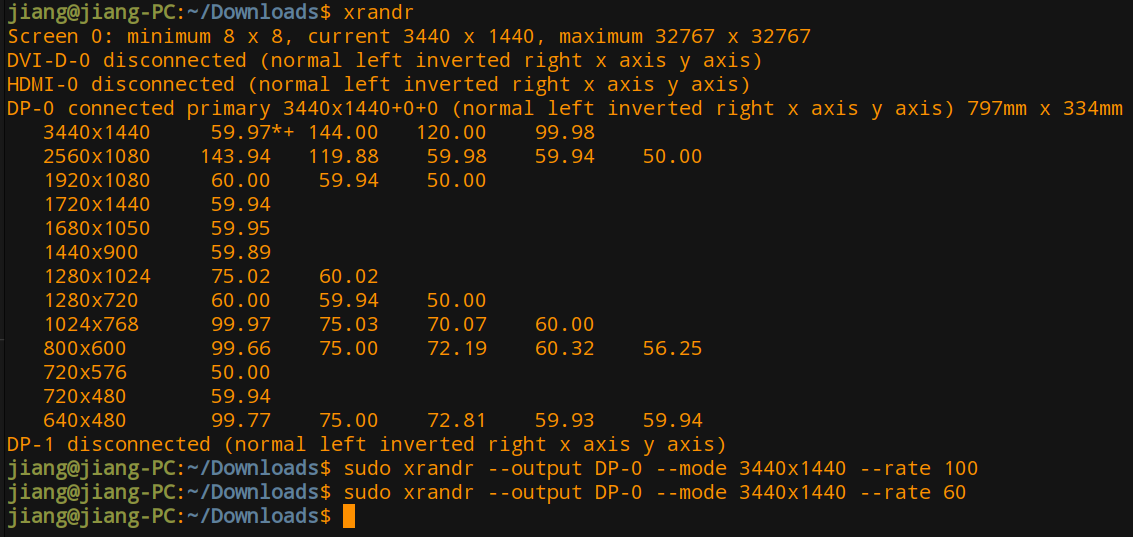 jiang@jiang-PC:~/Downloads$ xrandr
Screen 0: minimum 8 x 8, current 3440 x 1440, maximum 32767 x 32767
DVI-D-0 disconnected (normal left inverted right x axis y axis)
HDMI-0 disconnected (normal left inverted right x axis y axis)
DP-0 connected primary 3440x1440+0+0 (normal left inverted right x axis y axis) 797mm x 334mm
   3440x1440     59.97*+ 144.00   120.00    99.98
   2560x1080    143.94   119.88    59.98    59.94    50.00
   1920x1080     60.00    59.94    50.00
   1720x1440     59.94
   1680x1050     59.95
   1440x900      59.89
   1280x1024     75.02    60.02
   1280x720      60.00    59.94    50.00
   1024x768      99.97    75.03    70.07    60.00
   800x600       99.66    75.00    72.19    60.32    56.25
   720x576       50.00
   720x480       59.94
   640x480       99.77    75.00    72.81    59.93    59.94
DP-1 disconnected (normal left inverted right x axis y axis)
jiang@jiang-PC:~/Downloads$ sudo xrandr --output DP-0 --mode 3440x1440 --rate 100
jiang@jiang-PC:~/Downloads$ sudo xrandr --output DP-0 --mode 3440x1440 --rate 60
jiang@jiang-PC:~/Downloads$